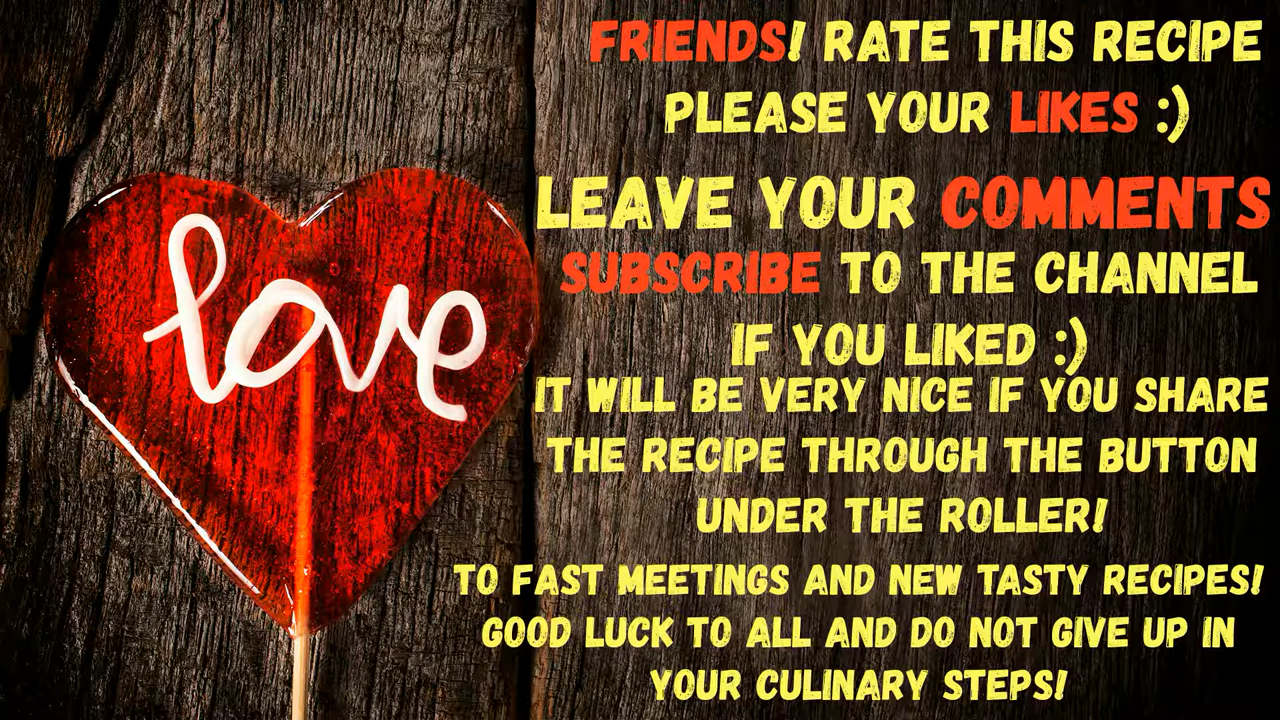 FRIENDS! RATE THIS RECIPE
PLEASE YOUR LIKES :)
LEAVE YOUR COMMENTS
SUBSCRIBE TO THE CHANNEL
IF YOU LIKED :)
IT WILL BE VERY NICE IF YOU SHARE
THE RECIPE THROUGH THE BUTTON
UNDER THE ROLLER!
TO FAST MEETINGS AND NEW TASTY RECIPES!
GOOD LUCK TO ALL AND DO NOT GIVE UP IN
YOUR CULINARY STEPS!
love